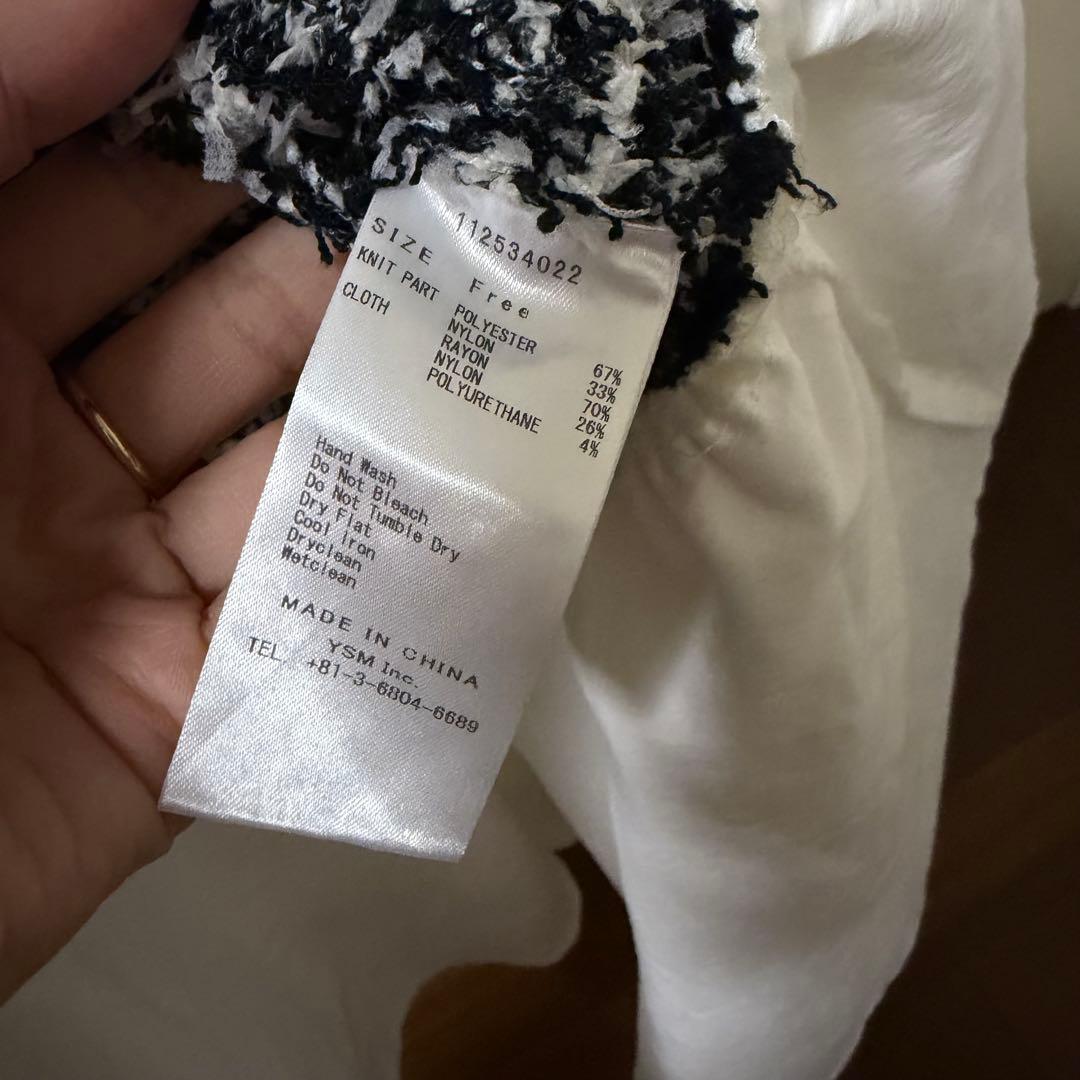 112534022
SIZE Free
KNIT PART POLYESTER 67%
NYLON 33%
CLOTH RAYON 70%
NYLON 26%
POLYURETHANE 4%
Hand Wash
Do Not Bleach
Do Not Tumble Dry
Dry Flat
Cool Iron
Dryclean
Wetclean
MADE IN CHINA
YSM Inc.
TEL +81-3-6804-6689